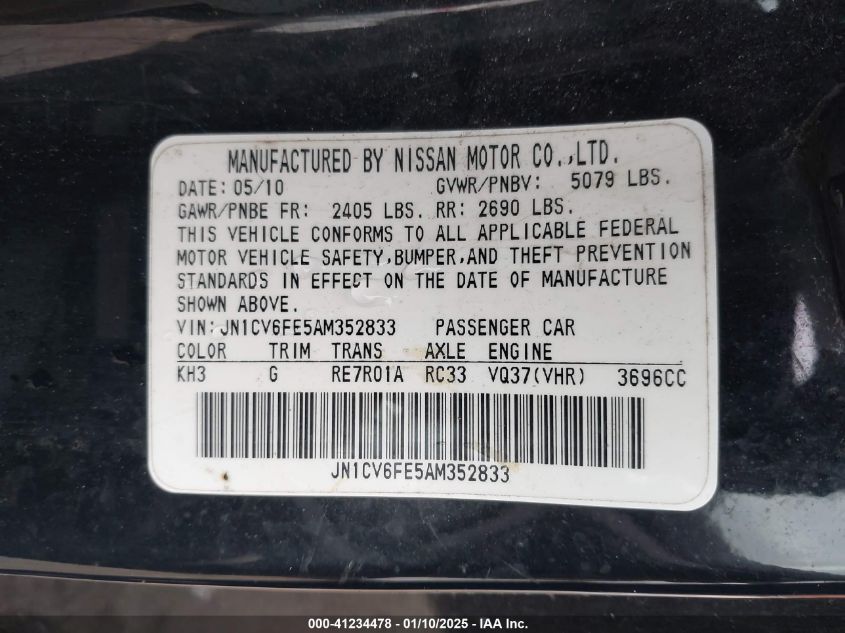 MANUFACTURED BY NISSAN MOTOR CO.,LTD.
DATE: 05/10 GVWR/PNBV: 5079 LBS.
GAWR/PNBE FR: 2405 LBS. RR: 2690 LBS.
THIS VEHICLE CONFORMS TO ALL APPLICABLE FEDERAL
MOTOR VEHICLE SAFETY,BUMPER,AND THEFT PREVENTION
STANDARDS IN EFFECT ON THE DATE OF MANUFACTURE
SHOWN ABOVE.
VIN: JN1CV6FE5AM352833 PASSENGER CAR
COLOR TRIM TRANS AXLE ENGINE
KH3 G RE7R01A RC33 VQ37(VHR) 3696CC
JN1CV6FE5AM352833
000-41234478 - 01/10/2025 - IAA Inc.